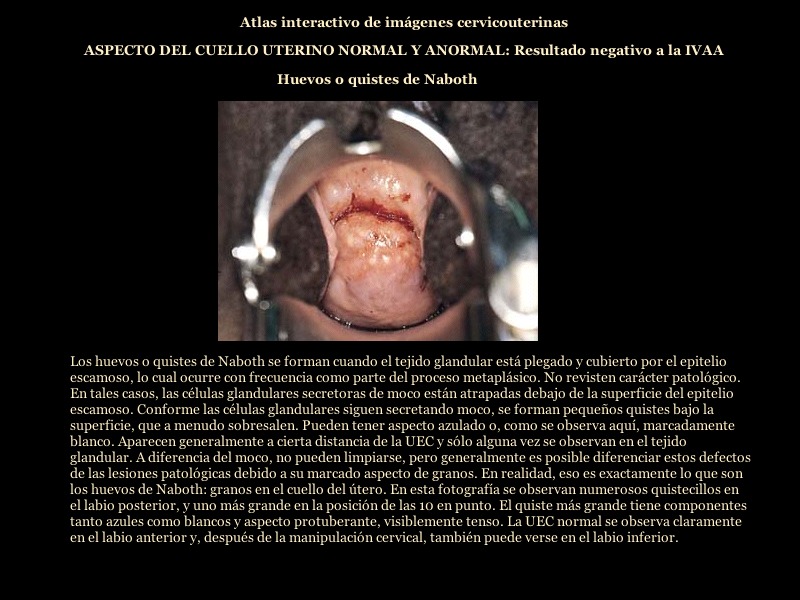 Atlas interactivo de imágenes cervicouterinas
ASPECTO DEL CUELLO UTERINO NORMAL Y ANORMAL: Resultado negativo a la IVAA
Huevos o quistes de Naboth
Los huevos o quistes de Naboth se forman cuando el tejido glandular está plegado y cubierto por el epitelio
escamoso, lo cual ocurre con frecuencia como parte del proceso metaplásico. No revisten carácter patológico.
En tales casos, las células glandulares secretoras de moco están atrapadas debajo de la superficie del epitelio
escamoso. Conforme las células glandulares siguen secretando moco, se forman pequeños quistes bajo la
superficie, que a menudo sobresalen. Pueden tener aspecto azulado o, como se observa aquí, marcadamente
blanco. Aparecen generalmente a cierta distancia de la UEC y sólo alguna vez se observan en el tejido
glandular. A diferencia del moco, no pueden limpiarse, pero generalmente es posible diferenciar estos defectos
de las lesiones patológicas debido a su marcado aspecto de granos. En realidad, eso es exactamente lo que son
los huevos de Naboth: granos en el cuello del útero. En esta fotografía se observan numerosos quistecillos en
el labio posterior, y uno más grande en la posición de las 10 en punto. El quiste más grande tiene componentes
tanto azules como blancos y aspecto protuberante, visiblemente tenso. La UEC normal se observa claramente
en el labio anterior y, después de la manipulación cervical, también puede verse en el labio inferior.